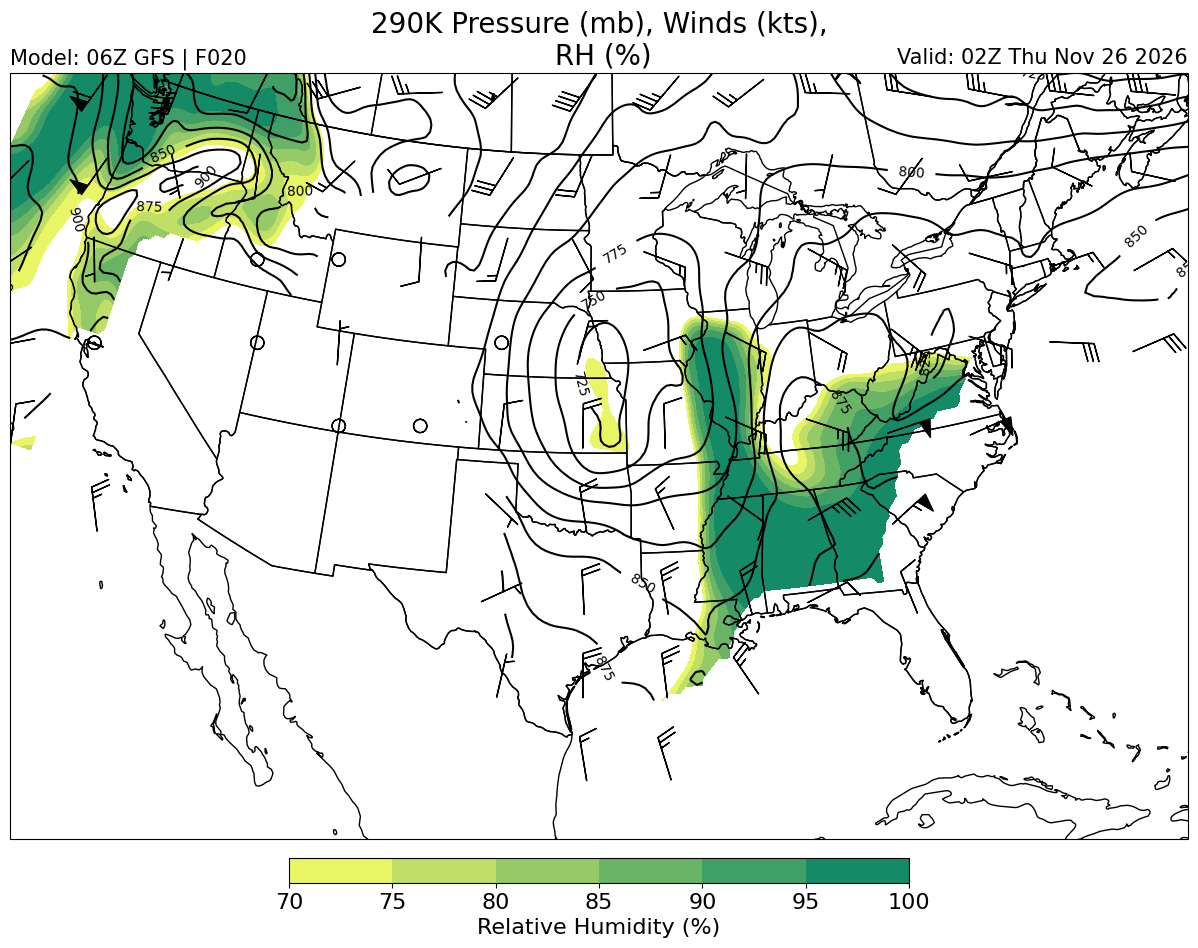 290K Pressure (mb), Winds (kts),
RH (%)
Model: 06Z GFS | F020
Valid: 02Z Thu Nov 26 2026
850
900
800
875
900
800
850
775
750
725
875
850
875
70 75 80 85 90 95 100
Relative Humidity (%)